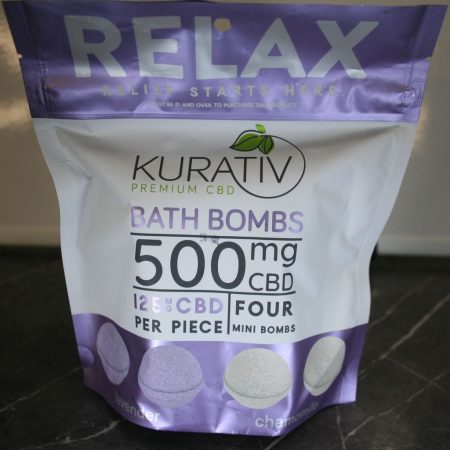 RELAX
RELIEF STARTS HERE
KURATIV
PREMIUM CBD
BATH BOMBS
500mg
CBD
125MG CBD
PER PIECE
FOUR
MINI BOMBS
lavender
chamomile